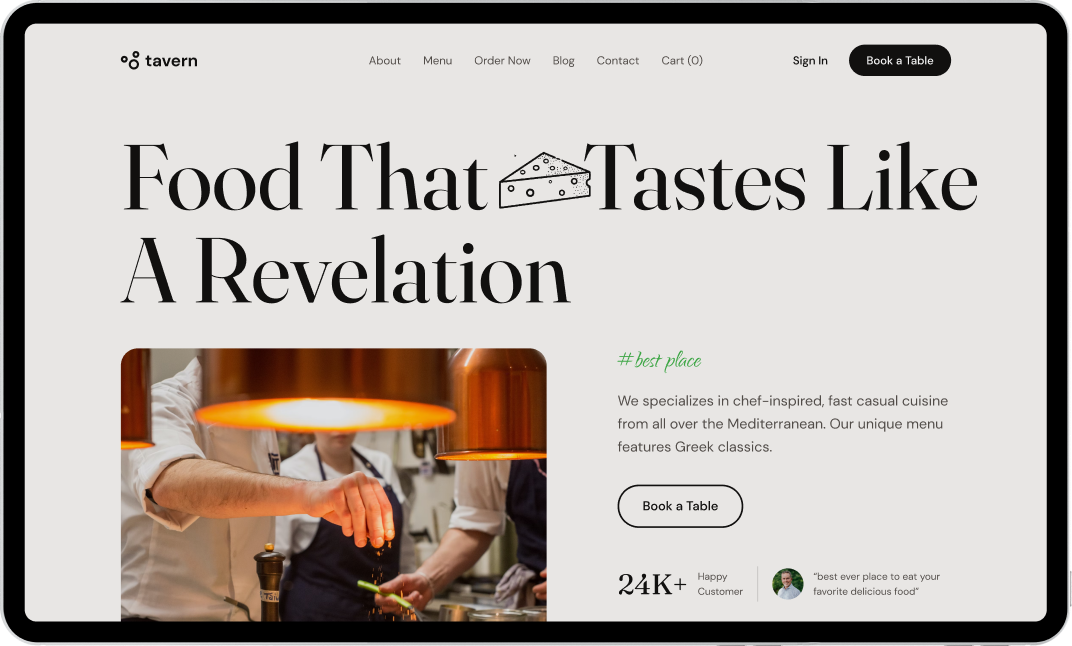 tavern
About Menu Order Now Blog Contact Cart (0)
Sign In
Book a Table
Food That Tastes Like
A Revelation
#best place
We specializes in chef-inspired, fast casual cuisine
from all over the Mediterranean. Our unique menu
features Greek classics.
Book a Table
24K+
Happy
Customer
“best ever place to eat your
favorite delicious food”